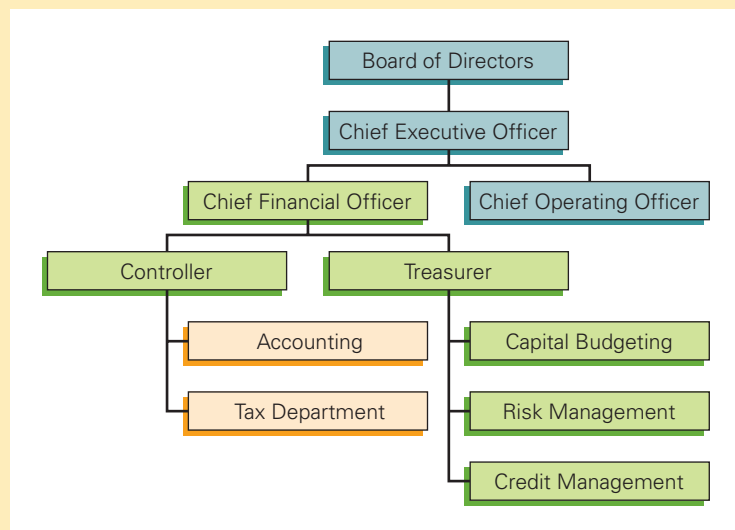 Board of Directors
Chief Executive Officer
Chief Financial Officer
Chief Operating Officer
Controller
Treasurer
Accounting
Capital Budgeting
Tax Department
Risk Management
Credit Management